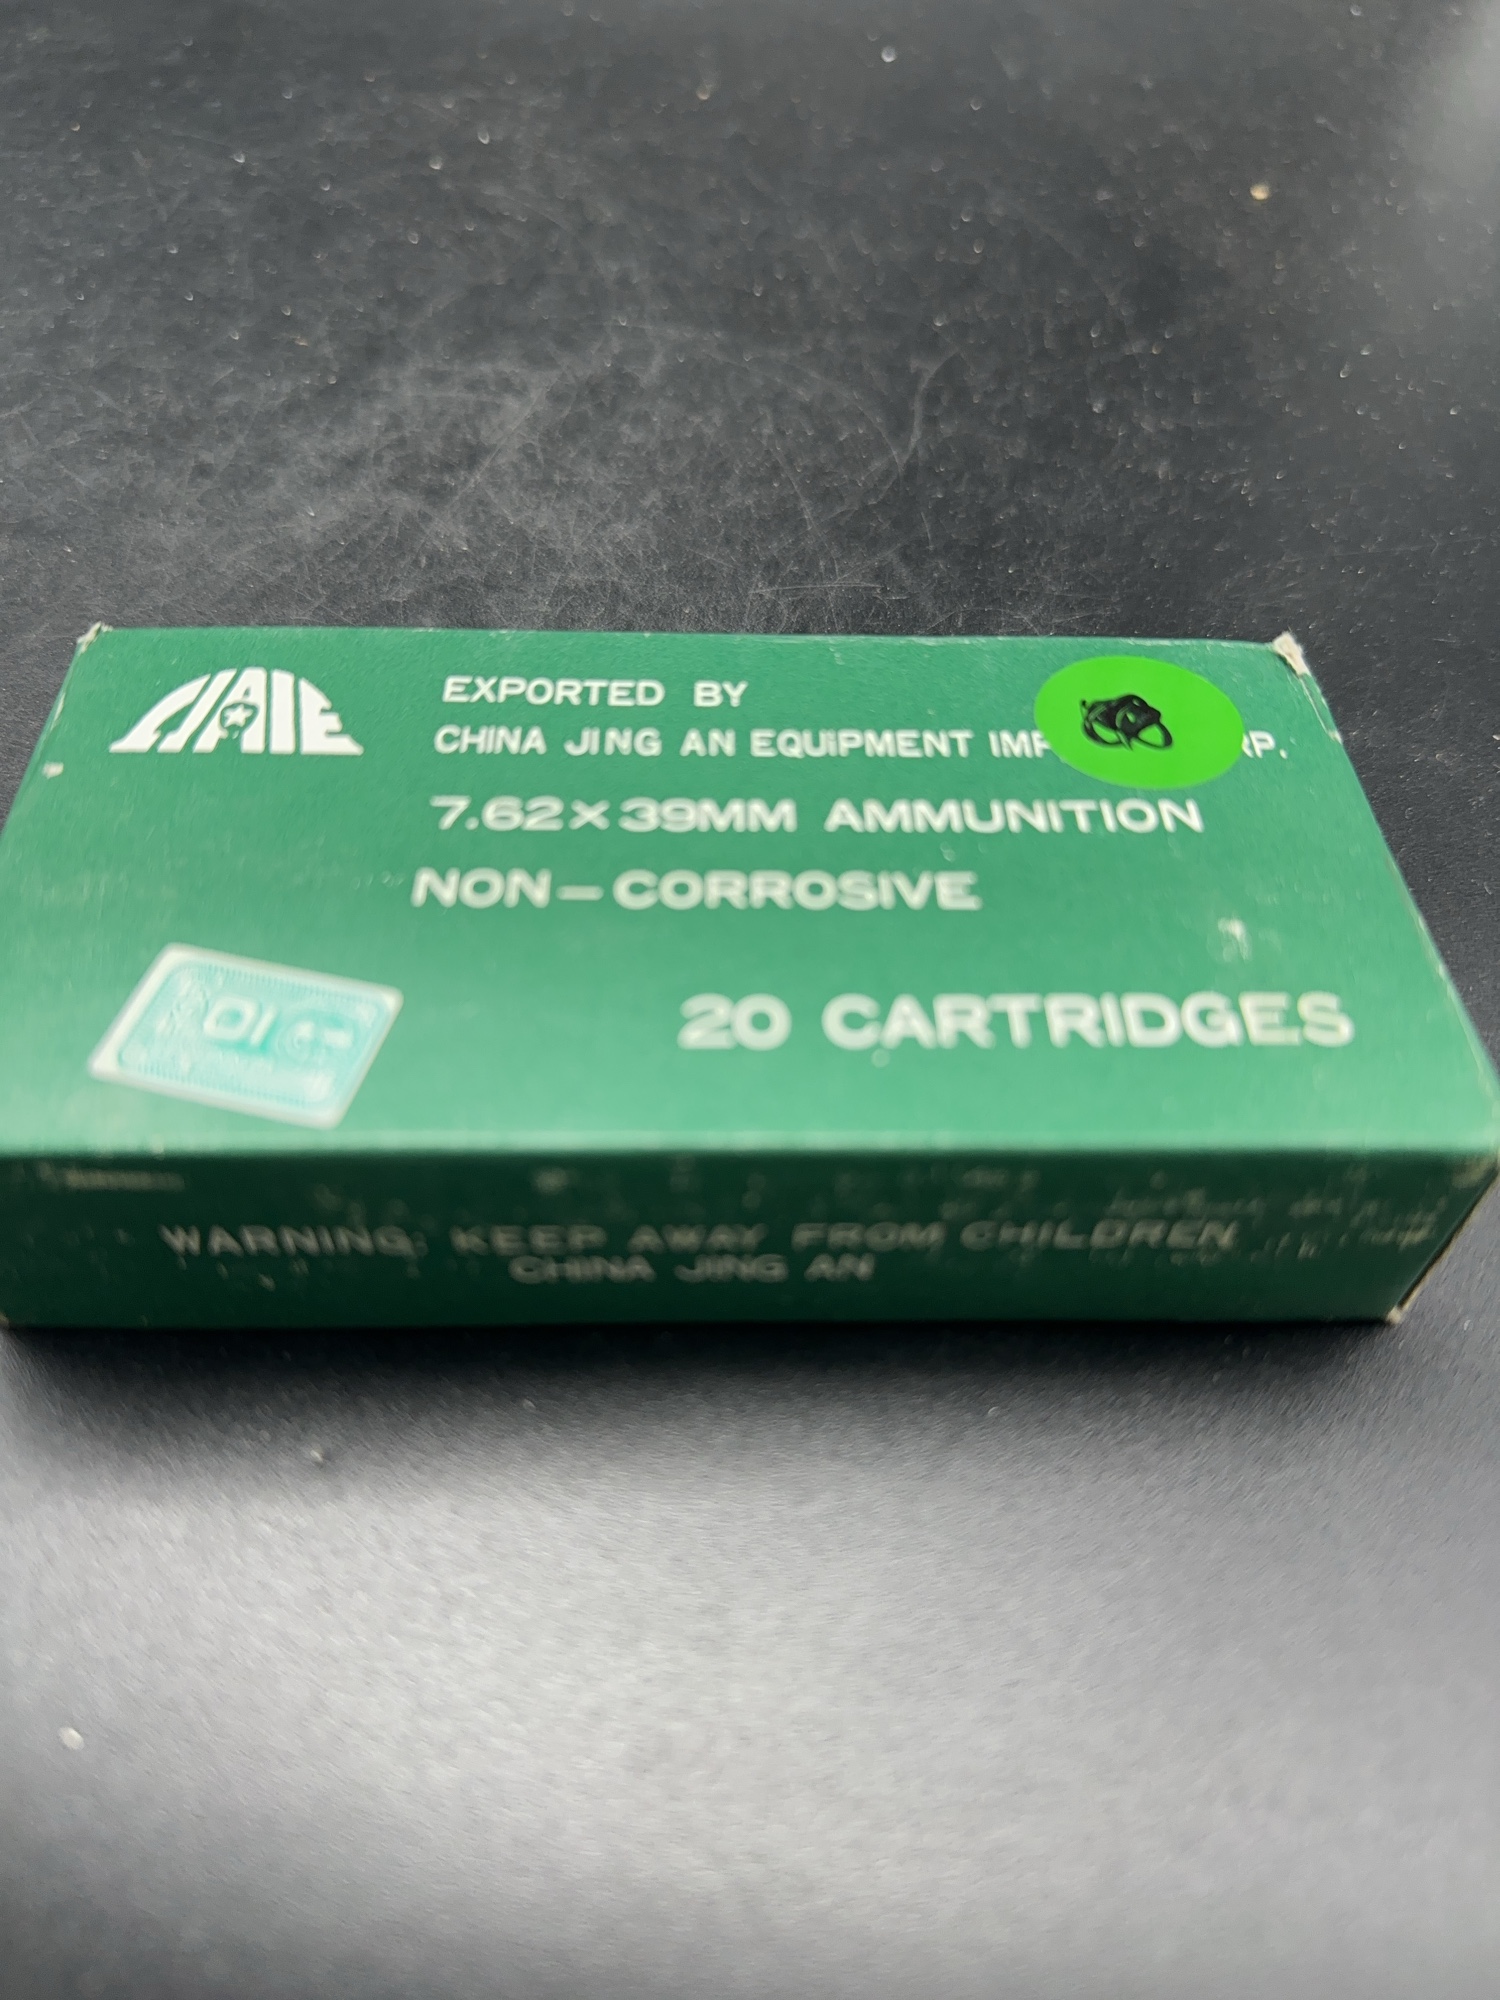 JAIE
EXPORTED BY
CHINA JING AN EQUIPMENT IMP RP.
7.62×39MM AMMUNITION
NON-CORROSIVE
20 CARTRIDGES
WARNING: KEEP AWAY FROM CHILDREN
CHINA JING AN